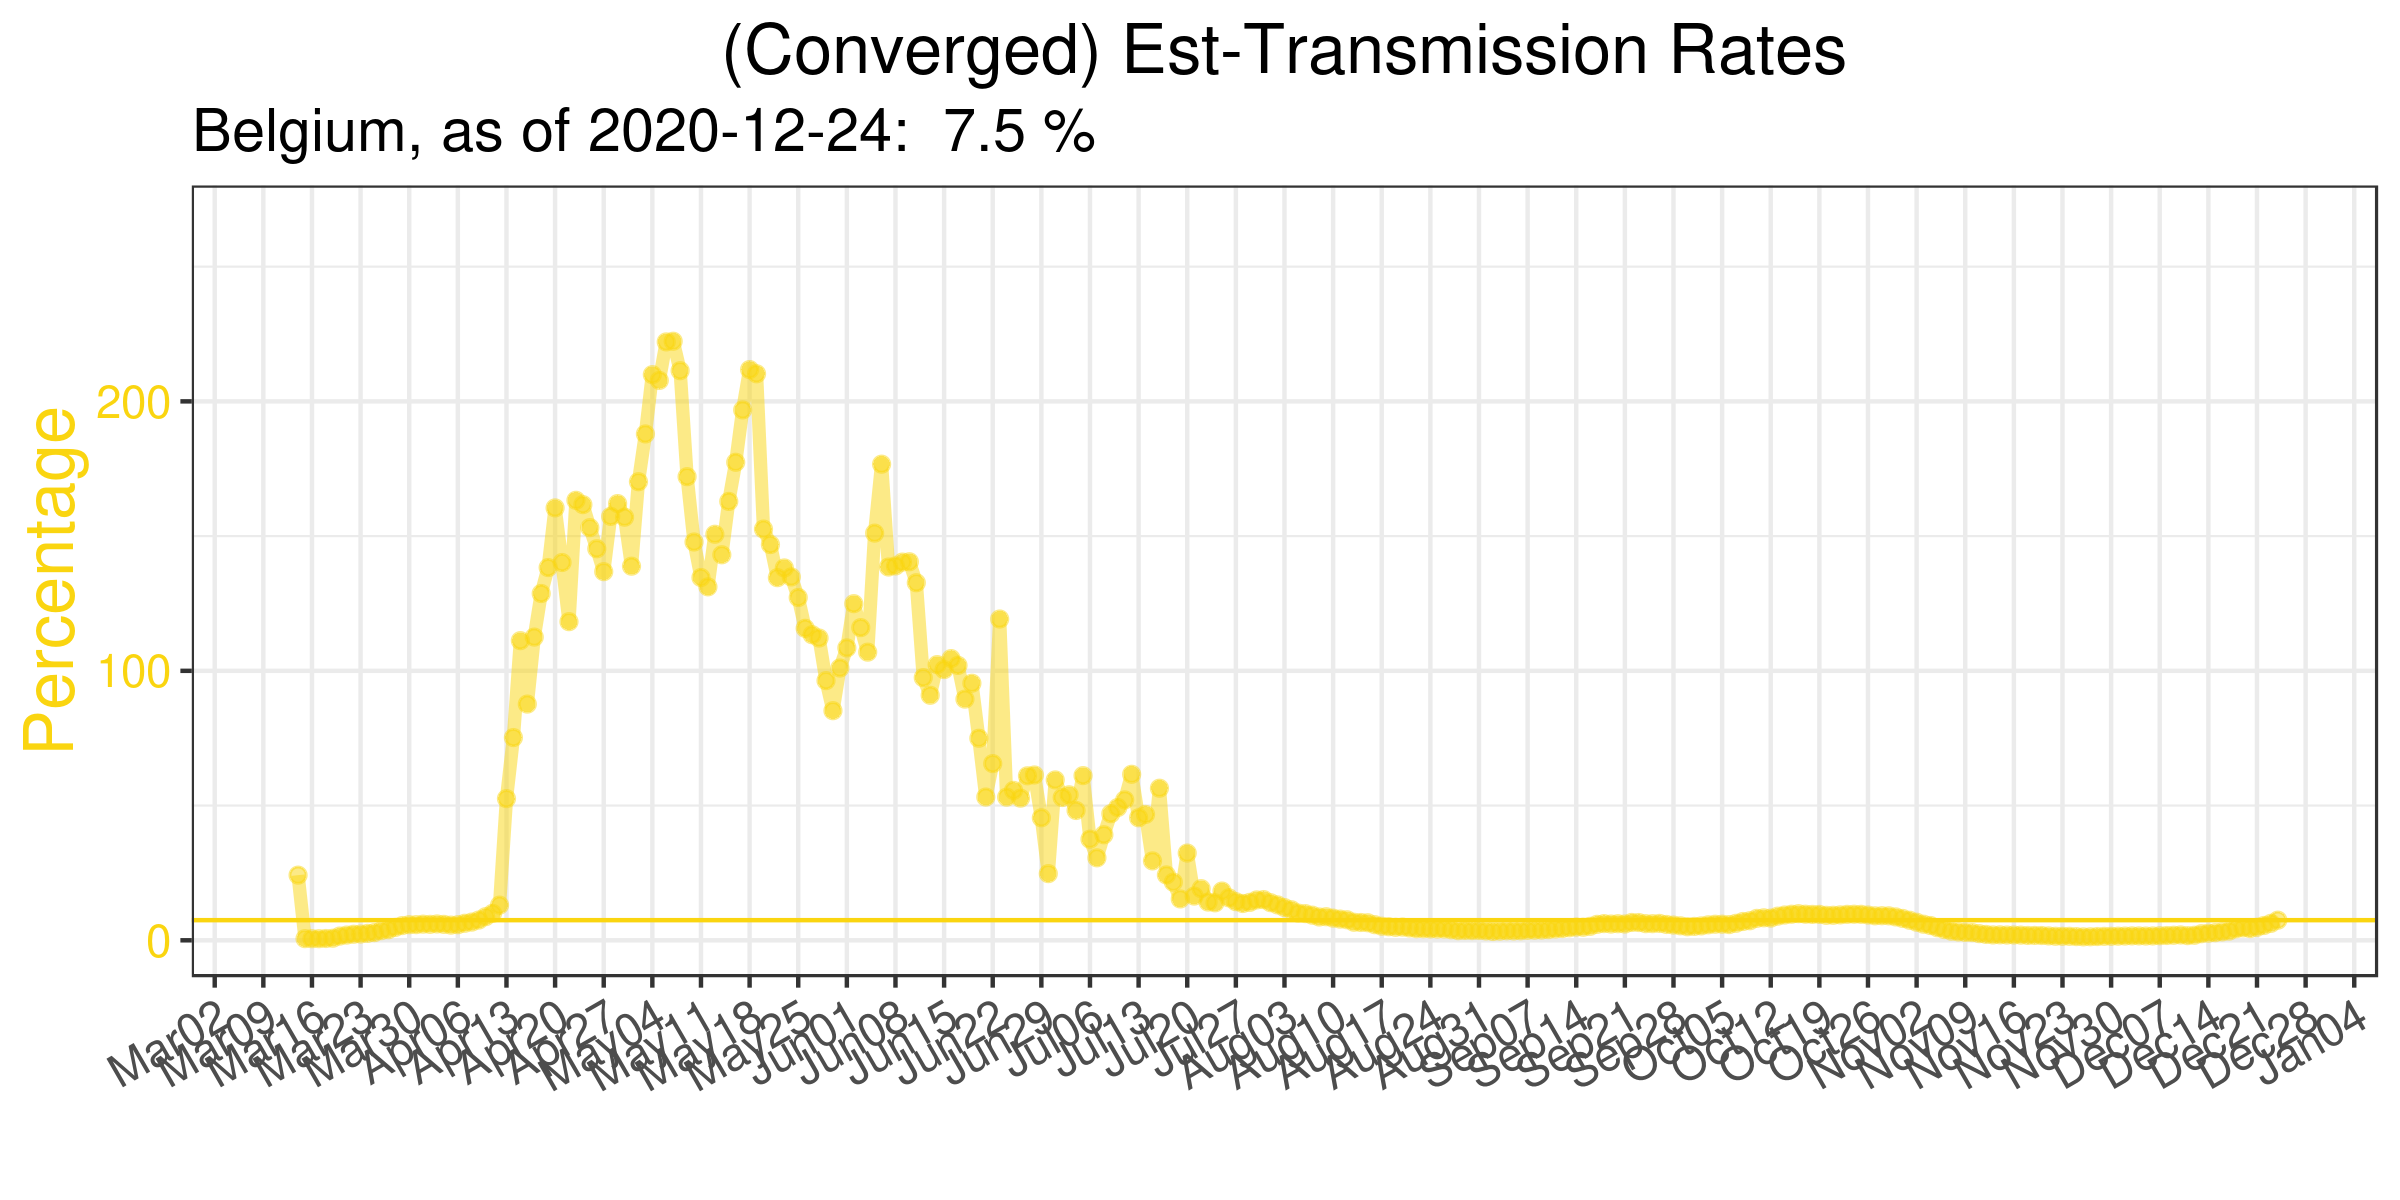 (Converged) Est-Transmission Rates
Belgium, as of 2020-12-24:  7.5 %
Percentage
200
100
0
Mar02
Mar09
Mar16
Mar23
Mar30
Apr06
Apr13
Apr20
Apr27
May04
May11
May18
May25
Jun01
Jun08
Jun15
Jun22
Jun29
Jul06
Jul13
Jul20
Jul27
Aug03
Aug10
Aug17
Aug24
Aug31
Sep07
Sep14
Sep21
Sep28
Oct05
Oct12
Oct19
Oct26
Nov02
Nov09
Nov16
Nov23
Nov30
Dec07
Dec14
Dec21
Dec28
Jan04